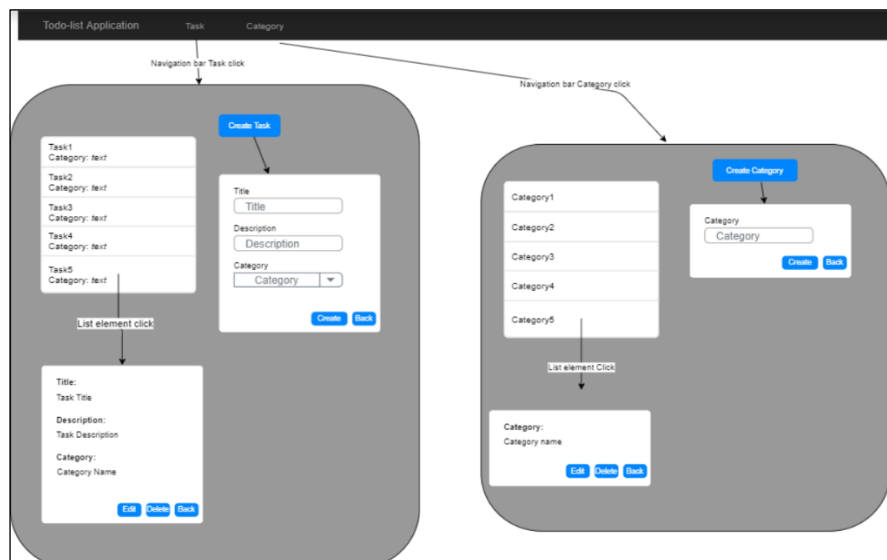 Todo-list Application Task Category
Navigation bar Task click
Navigation bar Category click
Create Task
Task1
Category: text
Task2
Category: text
Task3
Category: text
Task4
Category: text
Task5
Category: text
Title
Title
Description
Description
Category
Category
Create Back
List element click
Title:
Task Title
Description:
Task Description
Category:
Category Name
Edit Delete Back
Create Category
Category1
Category2
Category3
Category4
Category5
Category
Category
Create Back
List element Click
Category:
Category name
Edit Delete Back